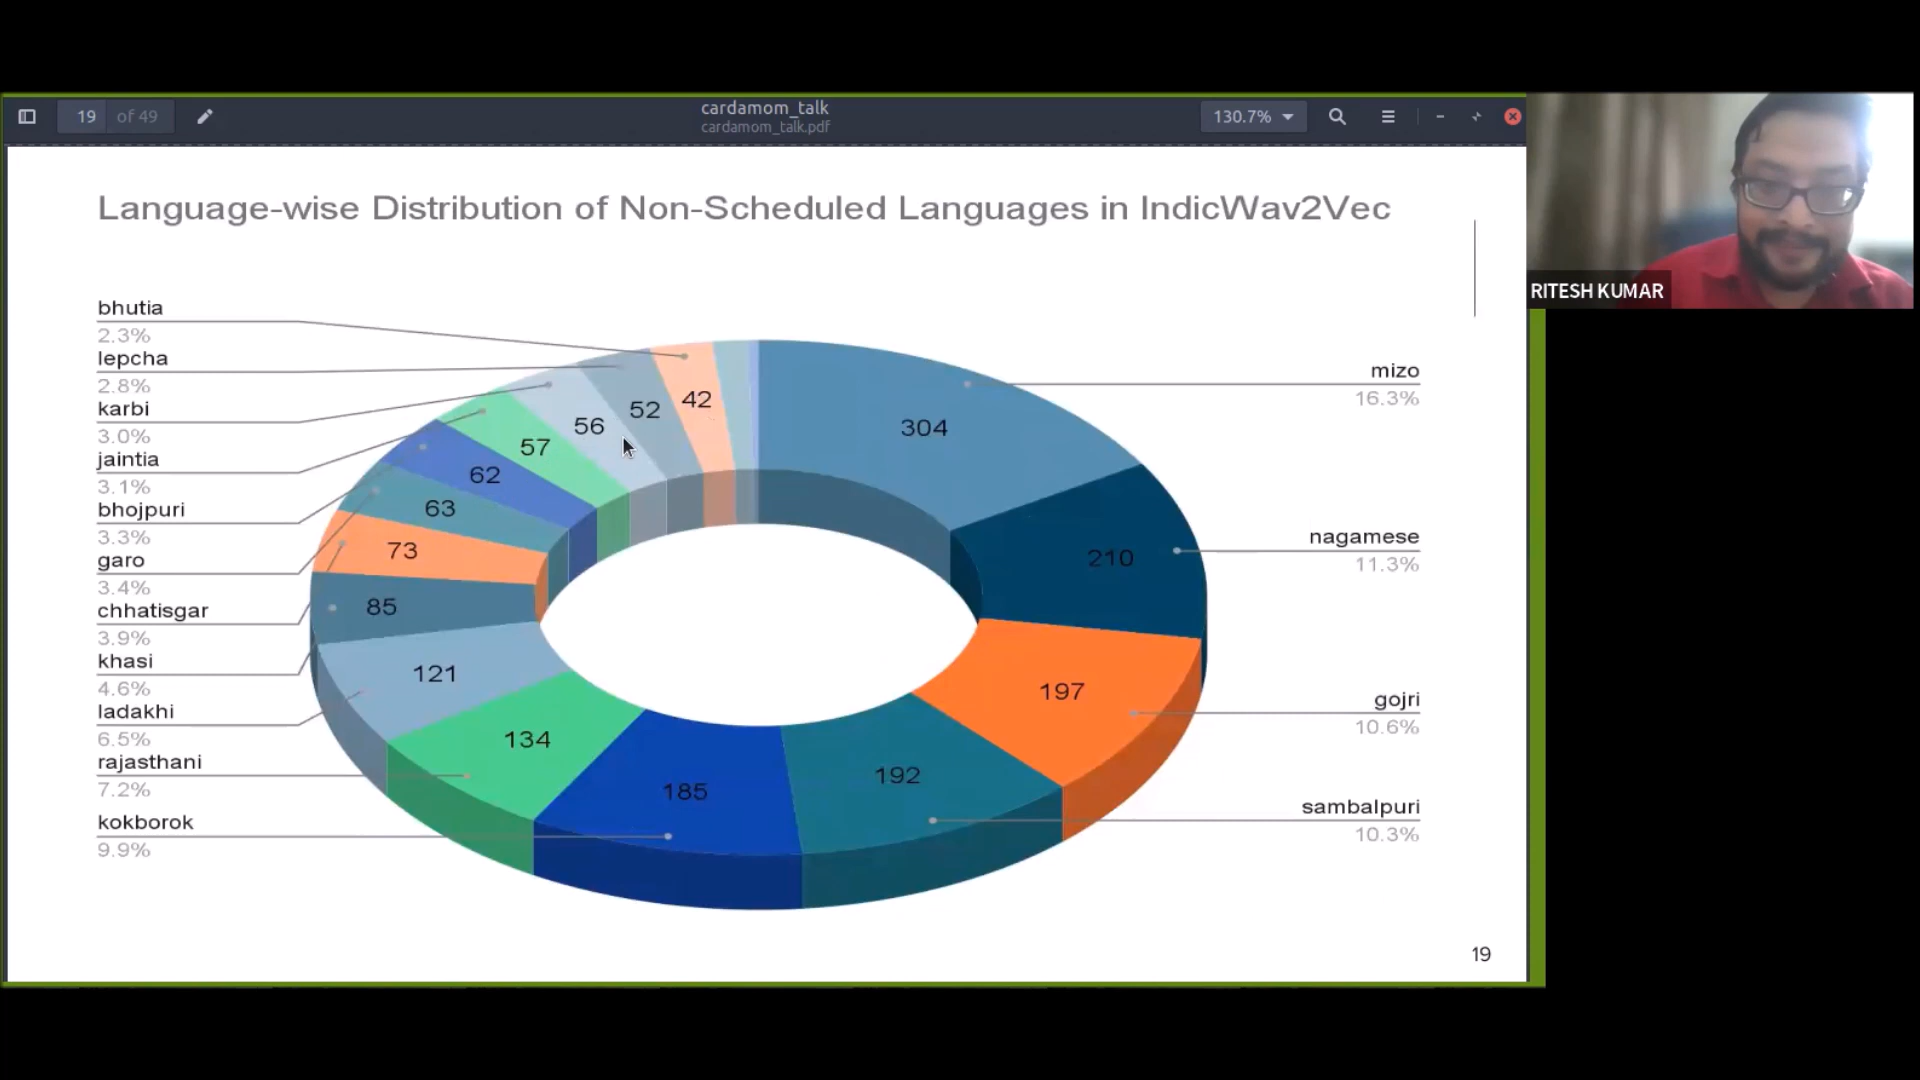 19 of 49
cardamom_talk
cardamom_talk.pdf
130.7%
Language-wise Distribution of Non-Scheduled Languages in IndicWav2Vec
bhutia
2.3%
lepcha
2.8%
karbi
3.0%
jaintia
3.1%
bhojpuri
3.3%
garo
3.4%
chhatisgar
3.9%
khasi
4.6%
ladakhi
6.5%
rajasthani
7.2%
kokborok
9.9%
mizo
16.3%
nagamese
11.3%
gojri
10.6%
sambalpuri
10.3%
304
210
197
192
185
134
121
85
73
63
62
57
56
52
42
19
RITESH KUMAR